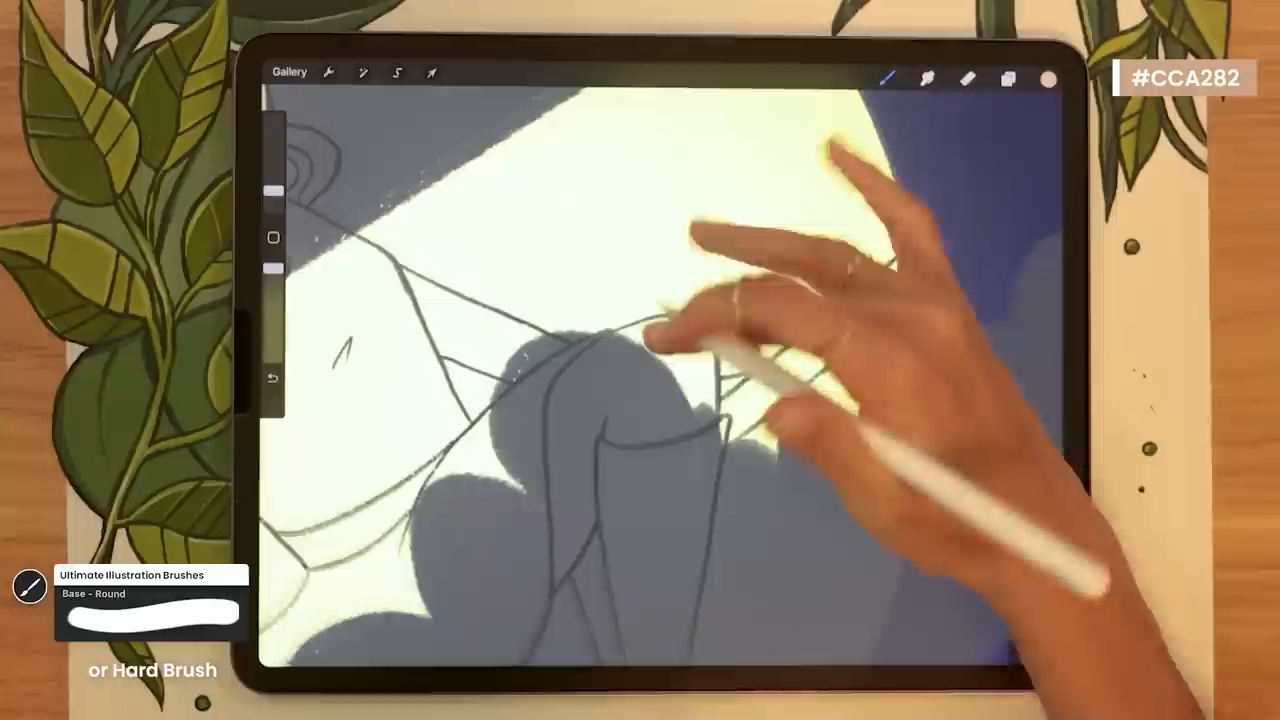 Gallery
#CCA282
Ultimate Illustration Brushes
Base - Round
or Hard Brush